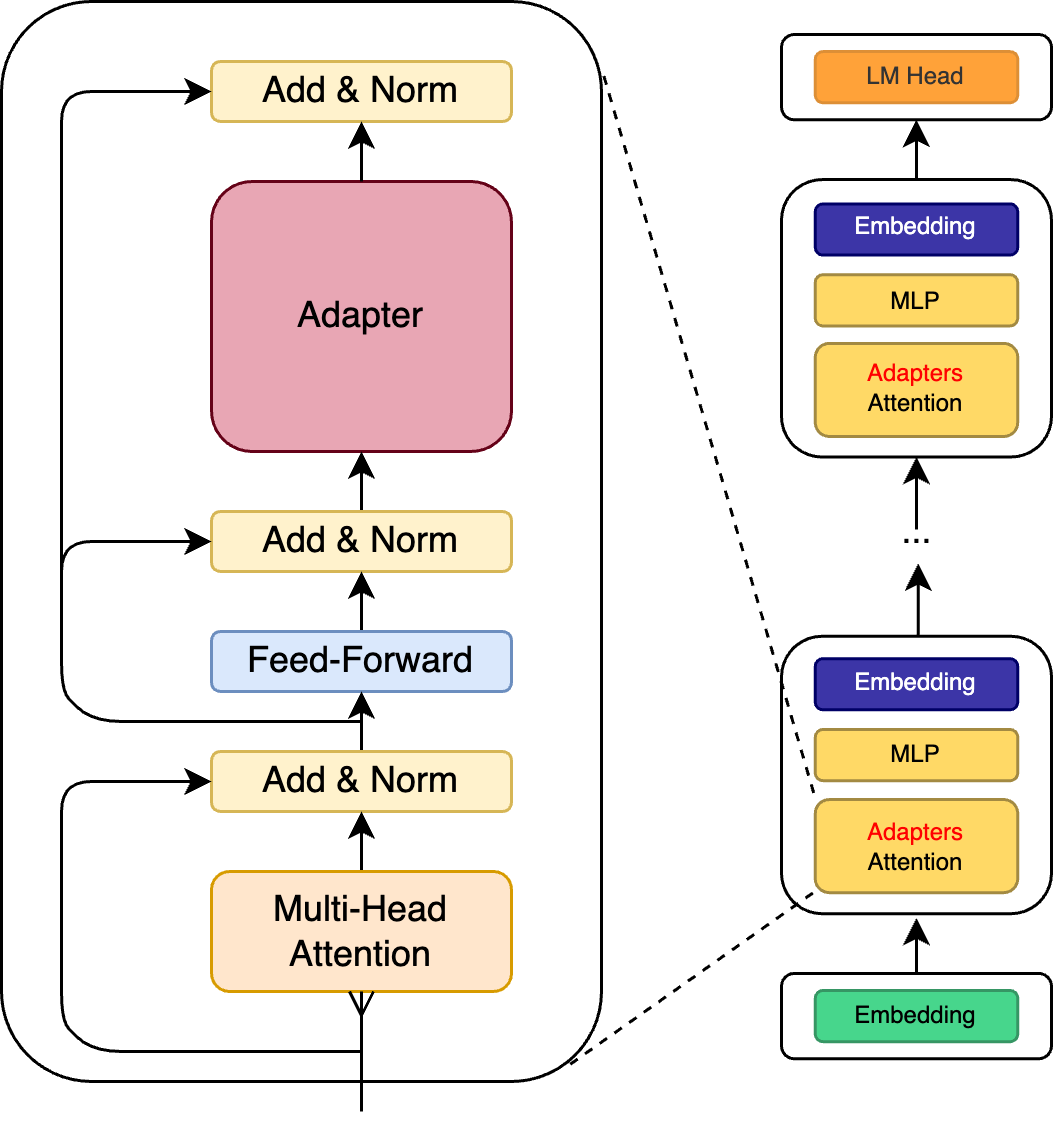 Add & Norm
Adapter
Add & Norm
Feed-Forward
Add & Norm
Multi-Head
Attention
LM Head
Embedding
MLP
Adapters
Attention
...
Embedding
MLP
Adapters
Attention
Embedding